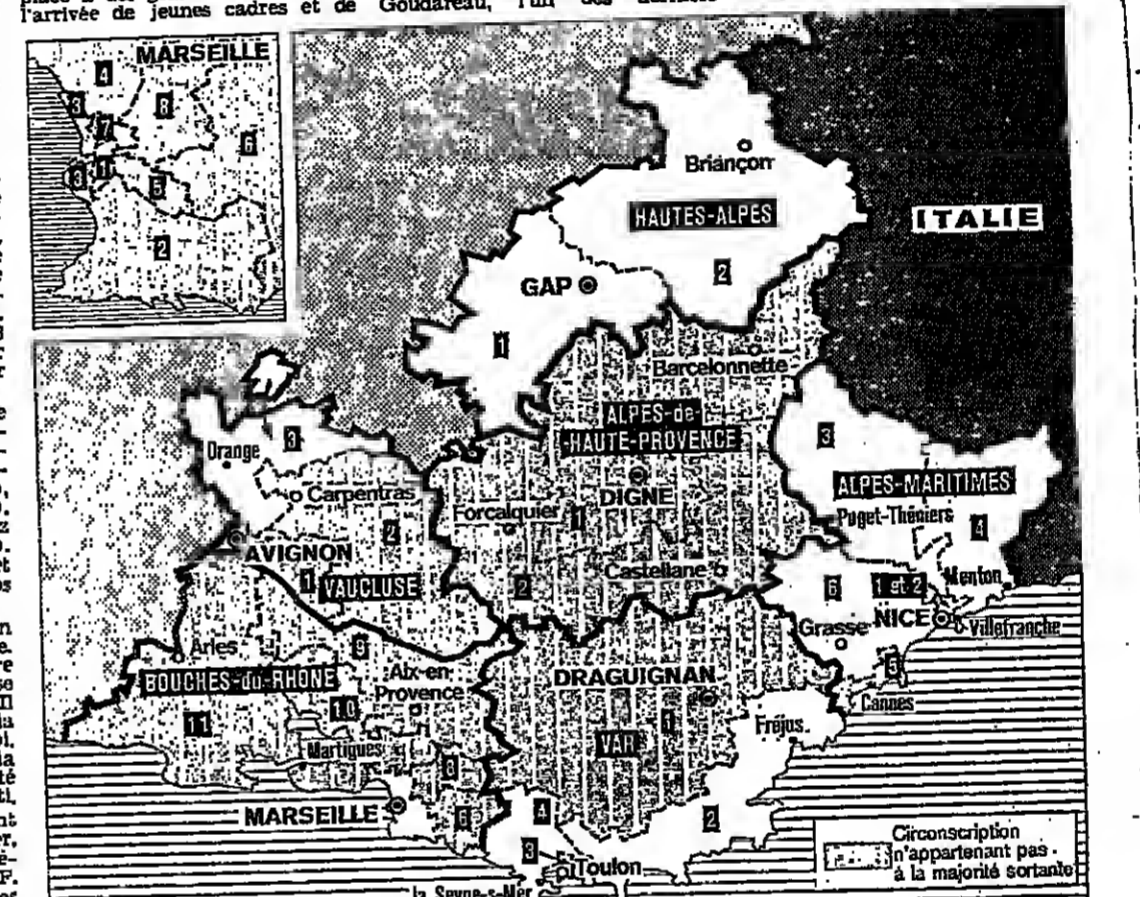 l'arrivée de jeunes cadres et de Goudareau, l'un des
MARSEILLE
4
3
8
7
6
3
1
5
2
Briançon
HAUTES-ALPES
ITALIE
2
GAP
1
Barcelonnette
ALPES-de-
-HAUTE-PROVENCE
3
Orange
3
DIGNE
ALPES-MARITIMES
Carpentras
Forcalquier
1
Puget-Théniers
2
4
AVIGNON
1
VAUCLUSE
2
Castellane
6
1 et 2
Menton
NICE
Villefranche
Grasse
Arles
9
5
BOUCHES-du-RHÔNE
Aix-en
Provence
DRAGUIGNAN
Cannes
11
10
1
Fréjus
Martigues
VAR
8
MARSEILLE
6
4
2
3
Toulon
la Seyne-s-Mer
Circonscription
n'appartenant pas
à la majorité sortante